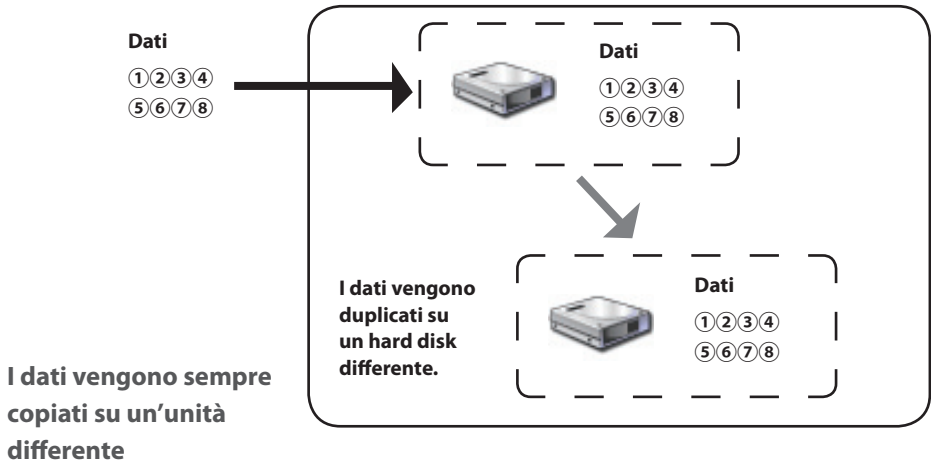 Dati
①②③④
⑤⑥⑦⑧
Dati
①②③④
⑤⑥⑦⑧
I dati vengono
duplicati su
un hard disk
differente.
Dati
①②③④
⑤⑥⑦⑧
I dati vengono sempre
copiati su un’unità
differente